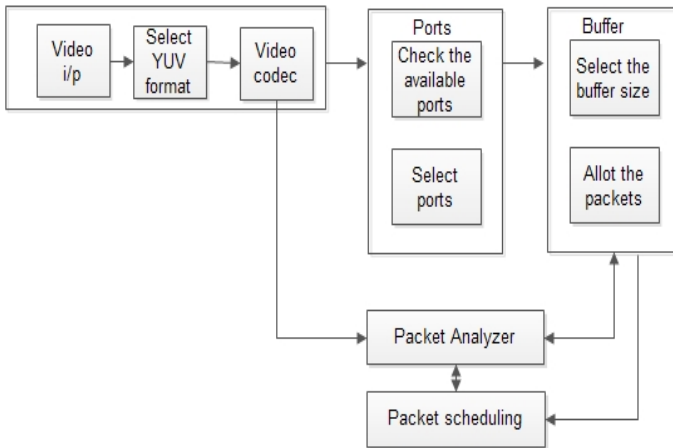 Video
i/p
Select
YUV
format
Video
codec
Ports
Check the
available
ports
Select
ports
Buffer
Select the
buffer size
Allot the
packets
Packet Analyzer
Packet scheduling